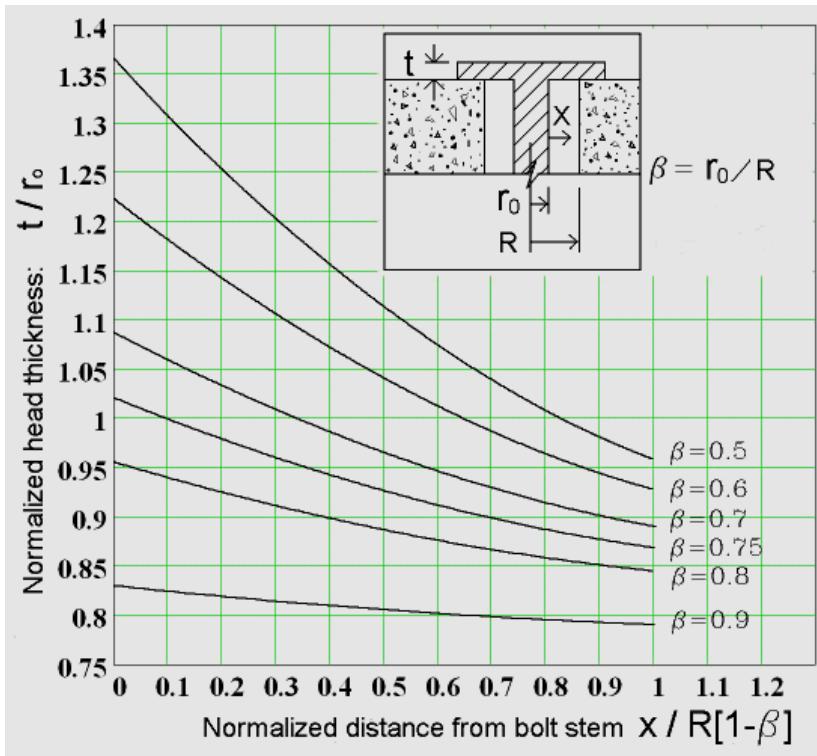 1.4
1.35
1.3
1.25
1.2
1.15
1.1
1.05
1
0.95
0.9
0.85
0.8
0.75
Normalized head thickness: t / r₀
t
x
r₀
R
β = r₀/R
β=0.5
β=0.6
β=0.7
β=0.75
β=0.8
β=0.9
0 0.1 0.2 0.3 0.4 0.5 0.6 0.7 0.8 0.9 1 1.1 1.2
Normalized distance from bolt stem x / R[1-β]